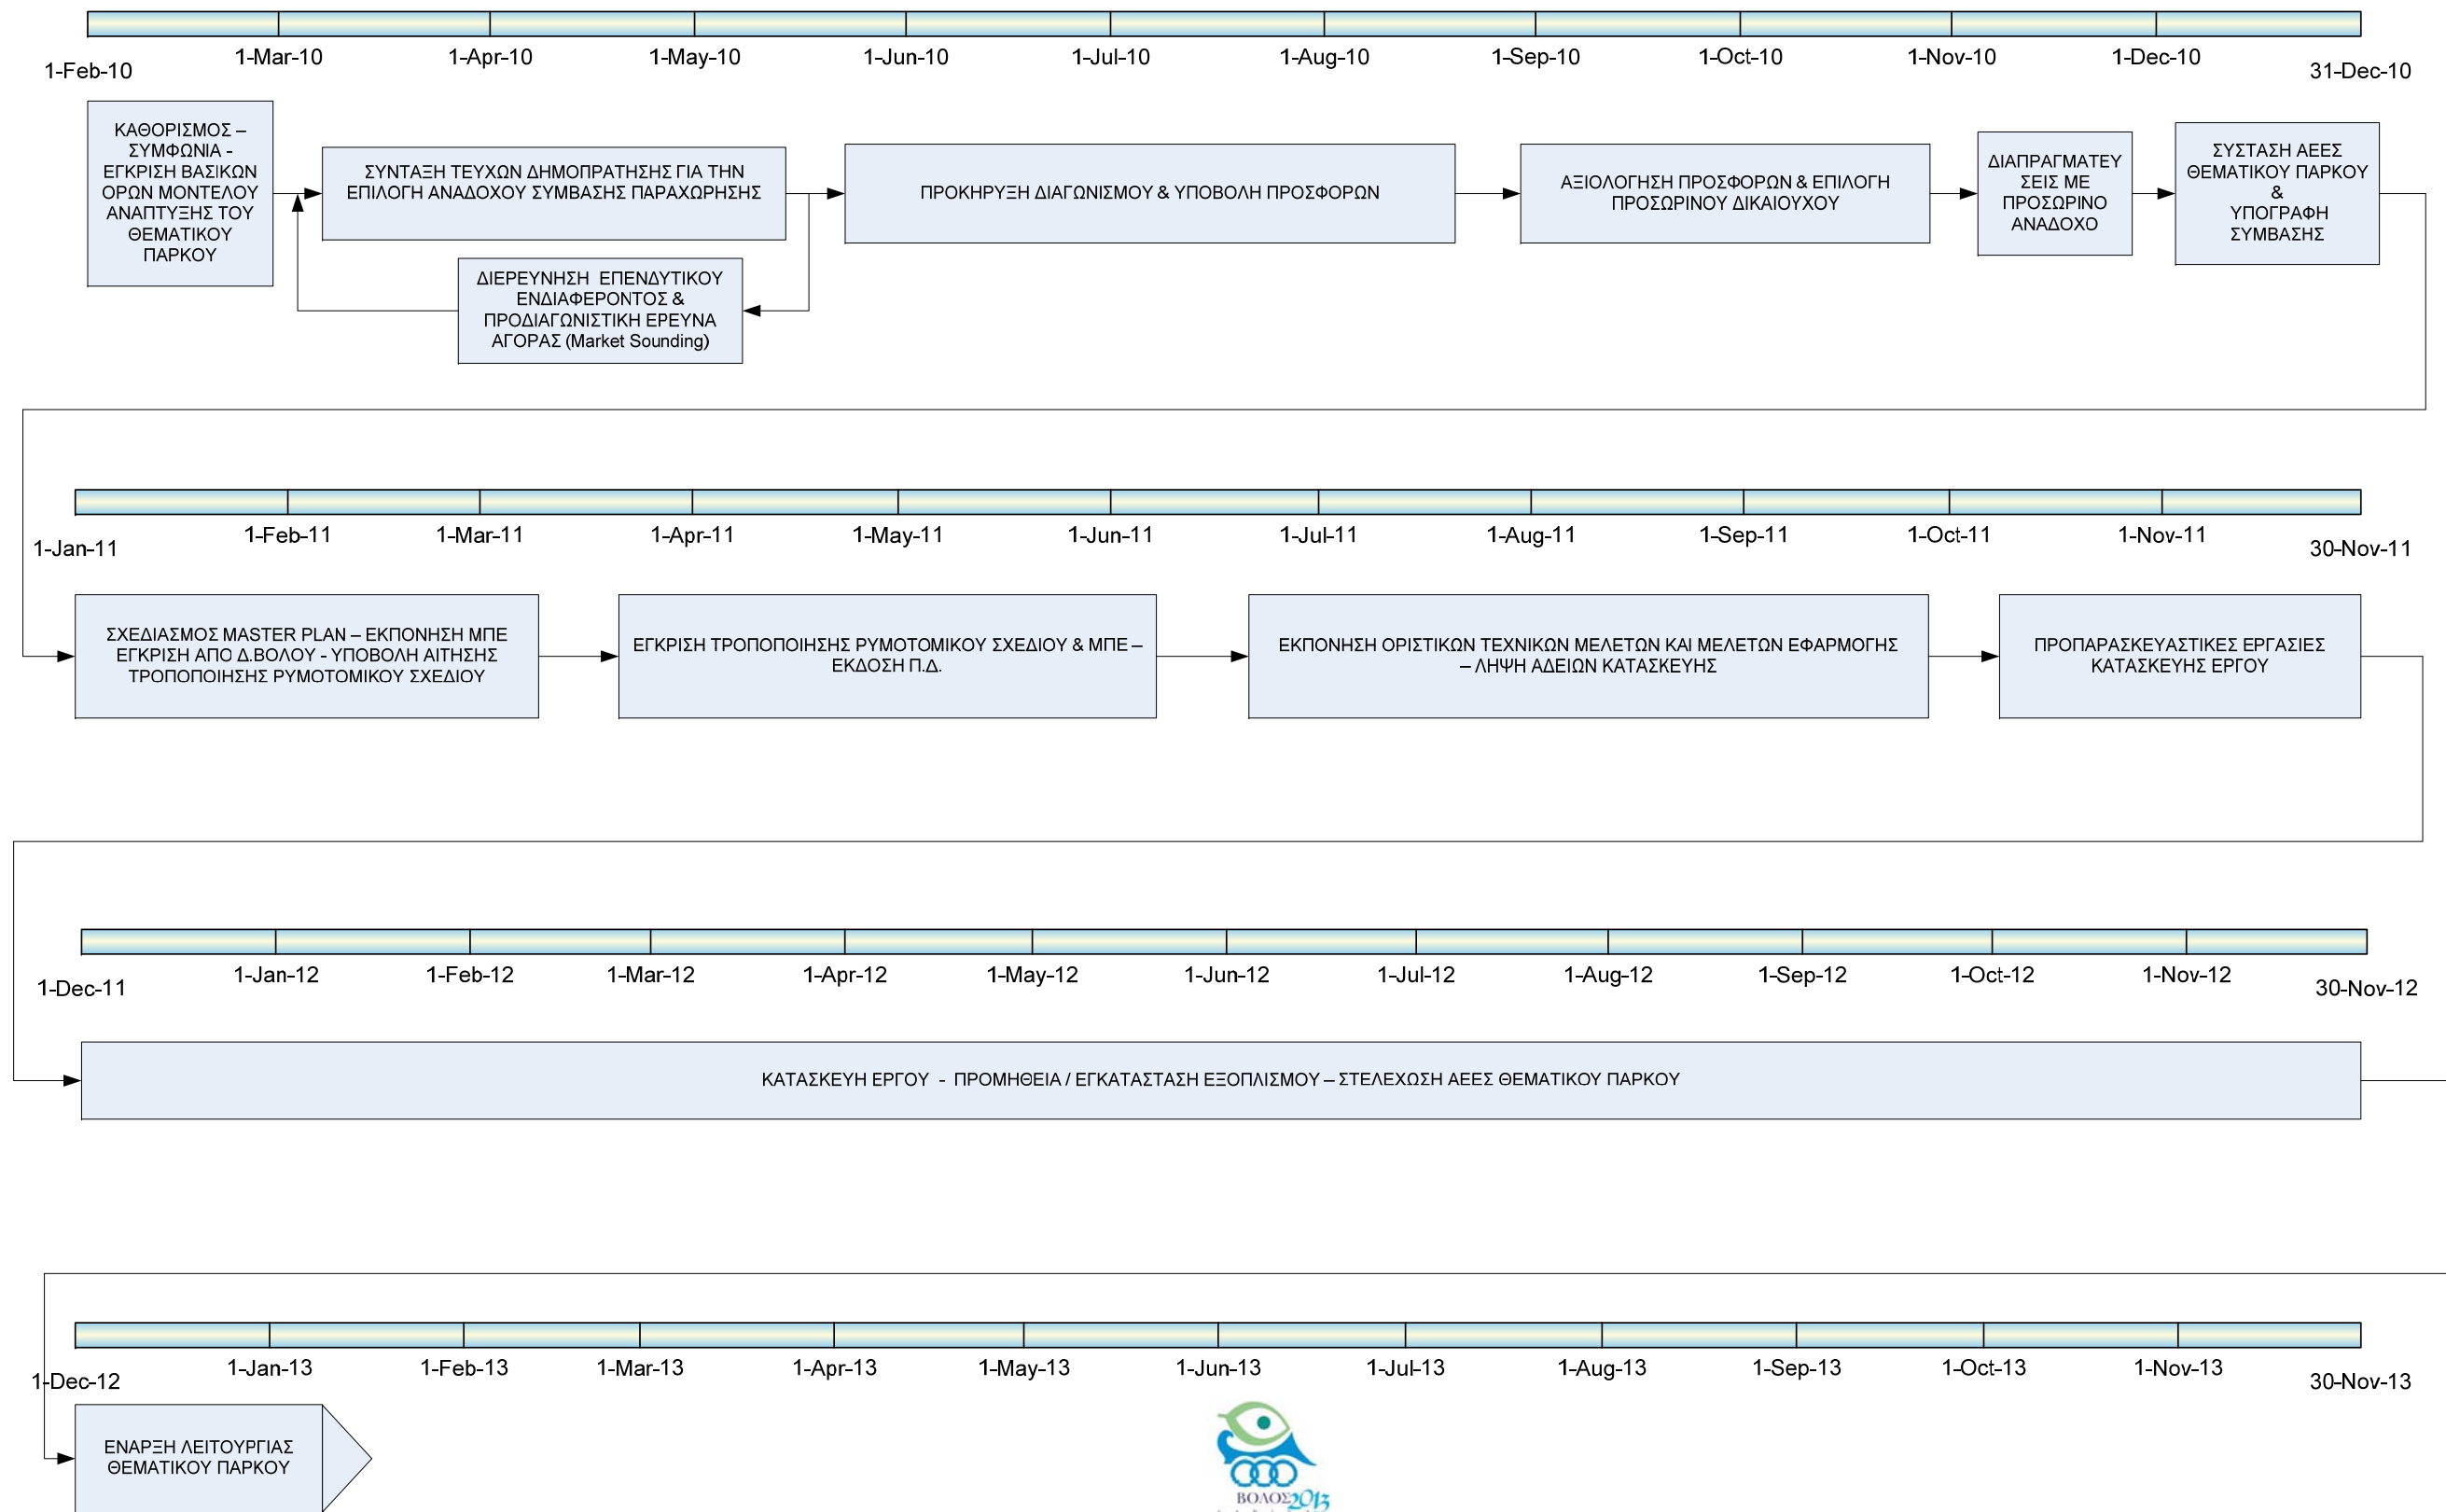 1-Feb-10
1-Mar-10
1-Apr-10
1-May-10
1-Jun-10
1-Jul-10
1-Aug-10
1-Sep-10
1-Oct-10
1-Nov-10
1-Dec-10
31-Dec-10
ΚΑΘΟΡΙΣΜΟΣ –
ΣΥΜΦΩΝΙΑ -
ΕΓΚΡΙΣΗ ΒΑΣΙΚΩΝ
ΟΡΩΝ ΜΟΝΤΕΛΟΥ
ΑΝΑΠΤΥΞΗΣ ΤΟΥ
ΘΕΜΑΤΙΚΟΥ
ΠΑΡΚΟΥ
ΣΥΝΤΑΞΗ ΤΕΥΧΩΝ ΔΗΜΟΠΡΑΤΗΣΗΣ ΓΙΑ ΤΗΝ
ΕΠΙΛΟΓΗ ΑΝΑΔΟΧΟΥ ΣΥΜΒΑΣΗΣ ΠΑΡΑΧΩΡΗΣΗΣ
ΔΙΕΡΕΥΝΗΣΗ ΕΠΕΝΔΥΤΙΚΟΥ
ΕΝΔΙΑΦΕΡΟΝΤΟΣ &
ΠΡΟΔΙΑΓΩΝΙΣΤΙΚΗ ΕΡΕΥΝΑ
ΑΓΟΡΑΣ (Market Sounding)
ΠΡΟΚΗΡΥΞΗ ΔΙΑΓΩΝΙΣΜΟΥ & ΥΠΟΒΟΛΗ ΠΡΟΣΦΟΡΩΝ
ΑΞΙΟΛΟΓΗΣΗ ΠΡΟΣΦΟΡΩΝ & ΕΠΙΛΟΓΗ
ΠΡΟΣΩΡΙΝΟΥ ΔΙΚΑΙΟΥΧΟΥ
ΔΙΑΠΡΑΓΜΑΤΕΥ
ΣΕΙΣ ΜΕ
ΠΡΟΣΩΡΙΝΟ
ΑΝΑΔΟΧΟ
ΣΥΣΤΑΣΗ ΑΕΕΣ
ΘΕΜΑΤΙΚΟΥ ΠΑΡΚΟΥ
&
ΥΠΟΓΡΑΦΗ
ΣΥΜΒΑΣΗΣ
1-Jan-11
1-Feb-11
1-Mar-11
1-Apr-11
1-May-11
1-Jun-11
1-Jul-11
1-Aug-11
1-Sep-11
1-Oct-11
1-Nov-11
30-Nov-11
ΣΧΕΔΙΑΣΜΟΣ MASTER PLAN – ΕΚΠΟΝΗΣΗ ΜΠΕ
ΕΓΚΡΙΣΗ ΑΠΟ Δ.ΒΟΛΟΥ - ΥΠΟΒΟΛΗ ΑΙΤΗΣΗΣ
ΤΡΟΠΟΠΟΙΗΣΗΣ ΡΥΜΟΤΟΜΙΚΟΥ ΣΧΕΔΙΟΥ
ΕΓΚΡΙΣΗ ΤΡΟΠΟΠΟΙΗΣΗΣ ΡΥΜΟΤΟΜΙΚΟΥ ΣΧΕΔΙΟΥ & ΜΠΕ –
ΕΚΔΟΣΗ Π.Δ.
ΕΚΠΟΝΗΣΗ ΟΡΙΣΤΙΚΩΝ ΤΕΧΝΙΚΩΝ ΜΕΛΕΤΩΝ ΚΑΙ ΜΕΛΕΤΩΝ ΕΦΑΡΜΟΓΗΣ
– ΛΗΨΗ ΑΔΕΙΩΝ ΚΑΤΑΣΚΕΥΗΣ
ΠΡΟΠΑΡΑΣΚΕΥΑΣΤΙΚΕΣ ΕΡΓΑΣΙΕΣ
ΚΑΤΑΣΚΕΥΗΣ ΕΡΓΟΥ
1-Dec-11
1-Jan-12
1-Feb-12
1-Mar-12
1-Apr-12
1-May-12
1-Jun-12
1-Jul-12
1-Aug-12
1-Sep-12
1-Oct-12
1-Nov-12
30-Nov-12
ΚΑΤΑΣΚΕΥΗ ΕΡΓΟΥ - ΠΡΟΜΗΘΕΙΑ / ΕΓΚΑΤΑΣΤΑΣΗ ΕΞΟΠΛΙΣΜΟΥ – ΣΤΕΛΕΧΩΣΗ ΑΕΕΣ ΘΕΜΑΤΙΚΟΥ ΠΑΡΚΟΥ
1-Dec-12
1-Jan-13
1-Feb-13
1-Mar-13
1-Apr-13
1-May-13
1-Jun-13
1-Jul-13
1-Aug-13
1-Sep-13
1-Oct-13
1-Nov-13
30-Nov-13
ΕΝΑΡΞΗ ΛΕΙΤΟΥΡΓΙΑΣ
ΘΕΜΑΤΙΚΟΥ ΠΑΡΚΟΥ
ΒΟΛΟΣ 2013